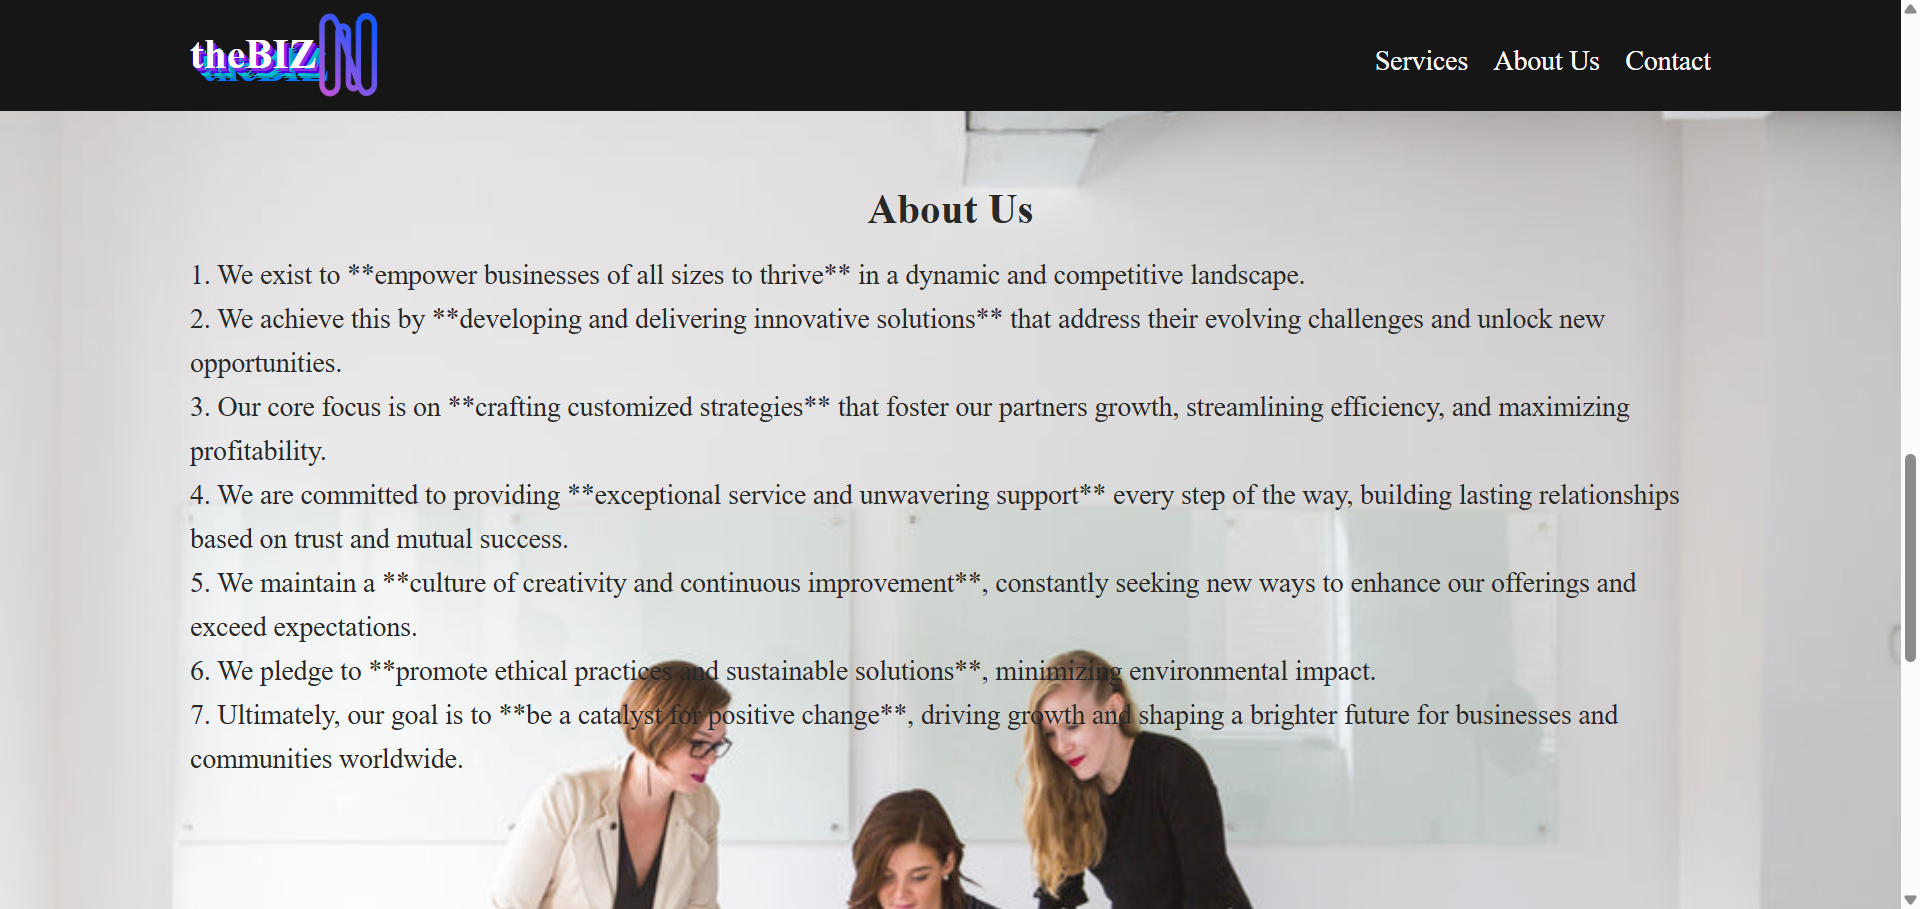 theBIZ
Services About Us Contact
About Us
1. We exist to **empower businesses of all sizes to thrive** in a dynamic and competitive landscape.
2. We achieve this by **developing and delivering innovative solutions** that address their evolving challenges and unlock new
opportunities.
3. Our core focus is on **crafting customized strategies** that foster our partners growth, streamlining efficiency, and maximizing
profitability.
4. We are committed to providing **exceptional service and unwavering support** every step of the way, building lasting relationships
based on trust and mutual success.
5. We maintain a **culture of creativity and continuous improvement**, constantly seeking new ways to enhance our offerings and
exceed expectations.
6. We pledge to **promote ethical practices and sustainable solutions**, minimizing environmental impact.
7. Ultimately, our goal is to **be a catalyst for positive change**, driving growth and shaping a brighter future for businesses and
communities worldwide.